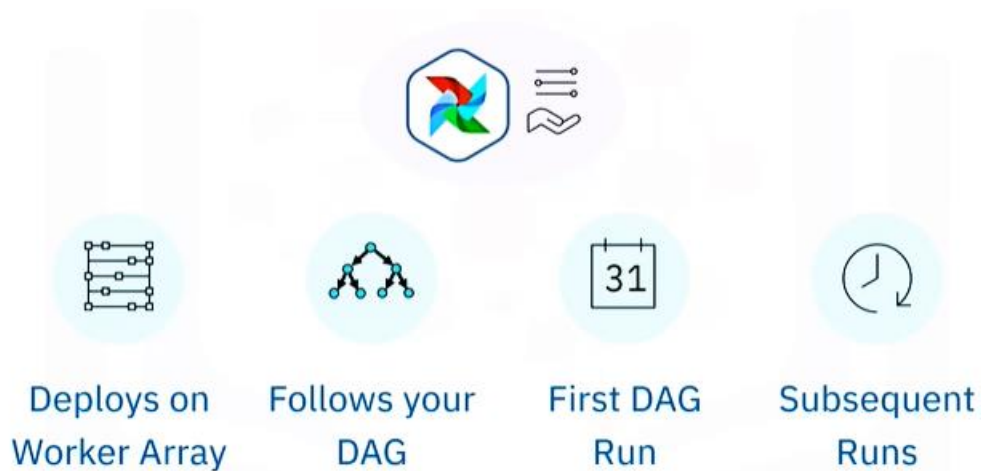 31
Deploys on
Worker Array
Follows your
DAG
First DAG
Run
Subsequent
Runs